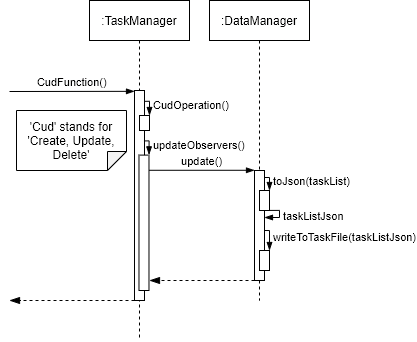 :TaskManager
:DataManager
CudFunction()
CudOperation()
'Cud' stands for
'Create, Update,
Delete'
updateObservers()
update()
toJson(taskList)
taskListJson
writeToTaskFile(taskListJson)